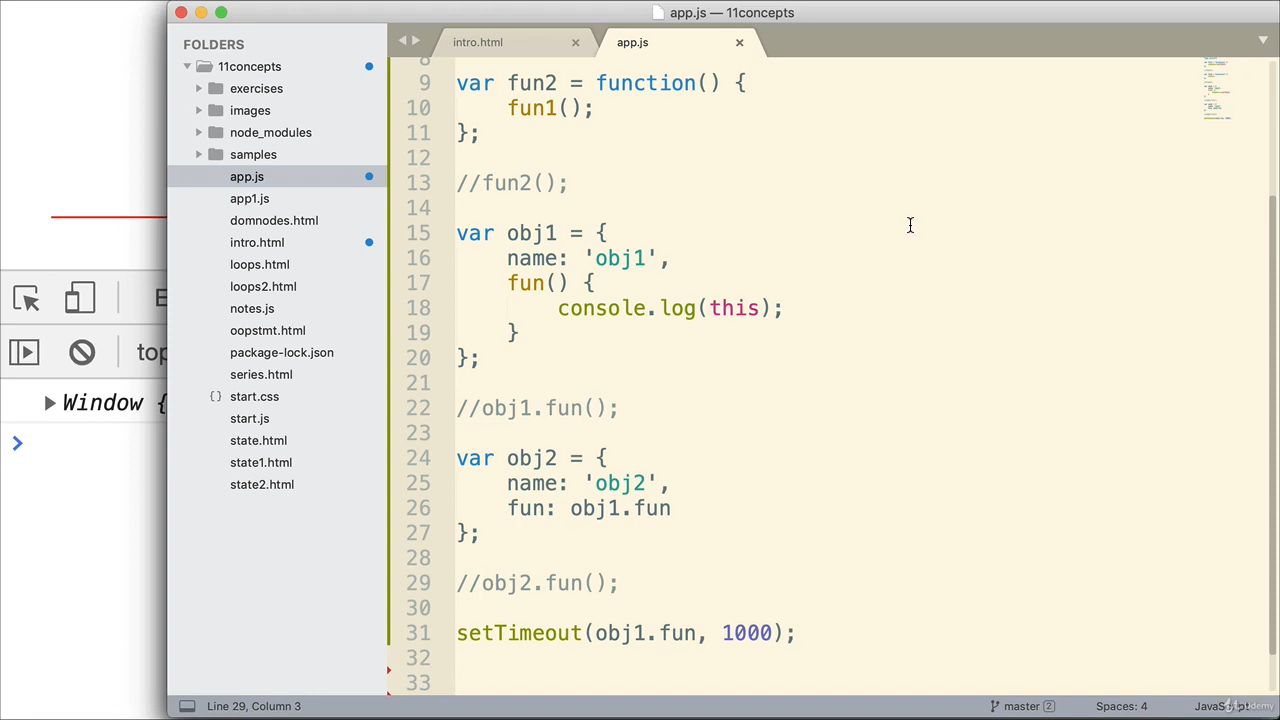 app.js — 11concepts
FOLDERS
11concepts
exercises
images
node_modules
samples
app.js
app1.js
domnodes.html
intro.html
loops.html
loops2.html
notes.js
oopstmt.html
package-lock.json
series.html
{} start.css
start.js
state.html
state1.html
state2.html
intro.html
app.js
8
9 var fun2 = function() {
10 fun1();
11 };
12
13 //fun2();
14
15 var obj1 = {
16 name: 'obj1',
17 fun() {
18 console.log(this);
19 }
20 };
21
22 //obj1.fun();
23
24 var obj2 = {
25 name: 'obj2',
26 fun: obj1.fun
27 };
28
29 //obj2.fun();
30
31 setTimeout(obj1.fun, 1000);
32
33
top
Window {
Line 29, Column 3
master 2
Spaces: 4
JavaScript